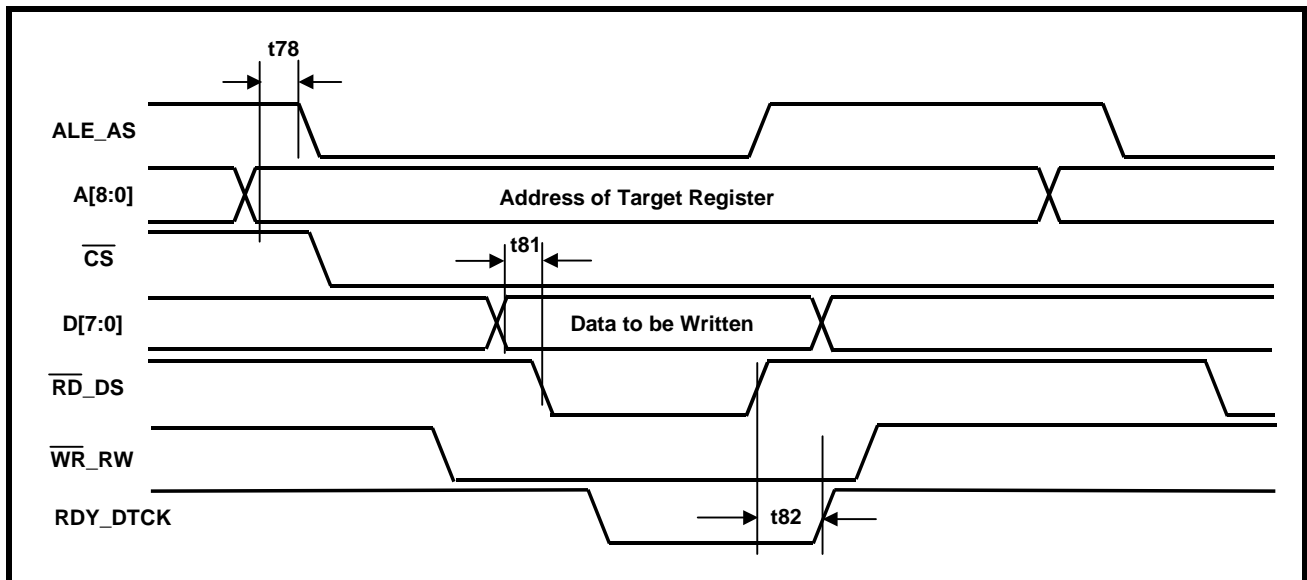 t78
ALE_AS
A[8:0] Address of Target Register
CS
t81
D[7:0] Data to be Written
RD_DS
WR_RW
RDY_DTCK t82